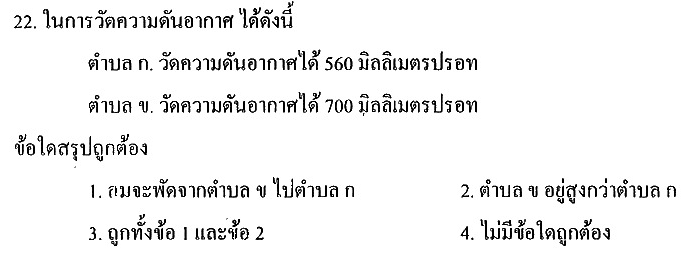 22. ในการวัดความดันอากาศ ได้ดังนี้
ตำบล ก. วัดความดันอากาศได้ 560 มิลลิเมตรปรอท
ตำบล ข. วัดความดันอากาศได้ 700 มิลลิเมตรปรอท
ข้อใดสรุปถูกต้อง
1. ลมจะพัดจากตำบล ข ไปตำบล ก 2. ตำบล ข อยู่สูงกว่าตำบล ก
3. ถูกทั้งข้อ 1 และข้อ 2 4. ไม่มีข้อใดถูกต้อง